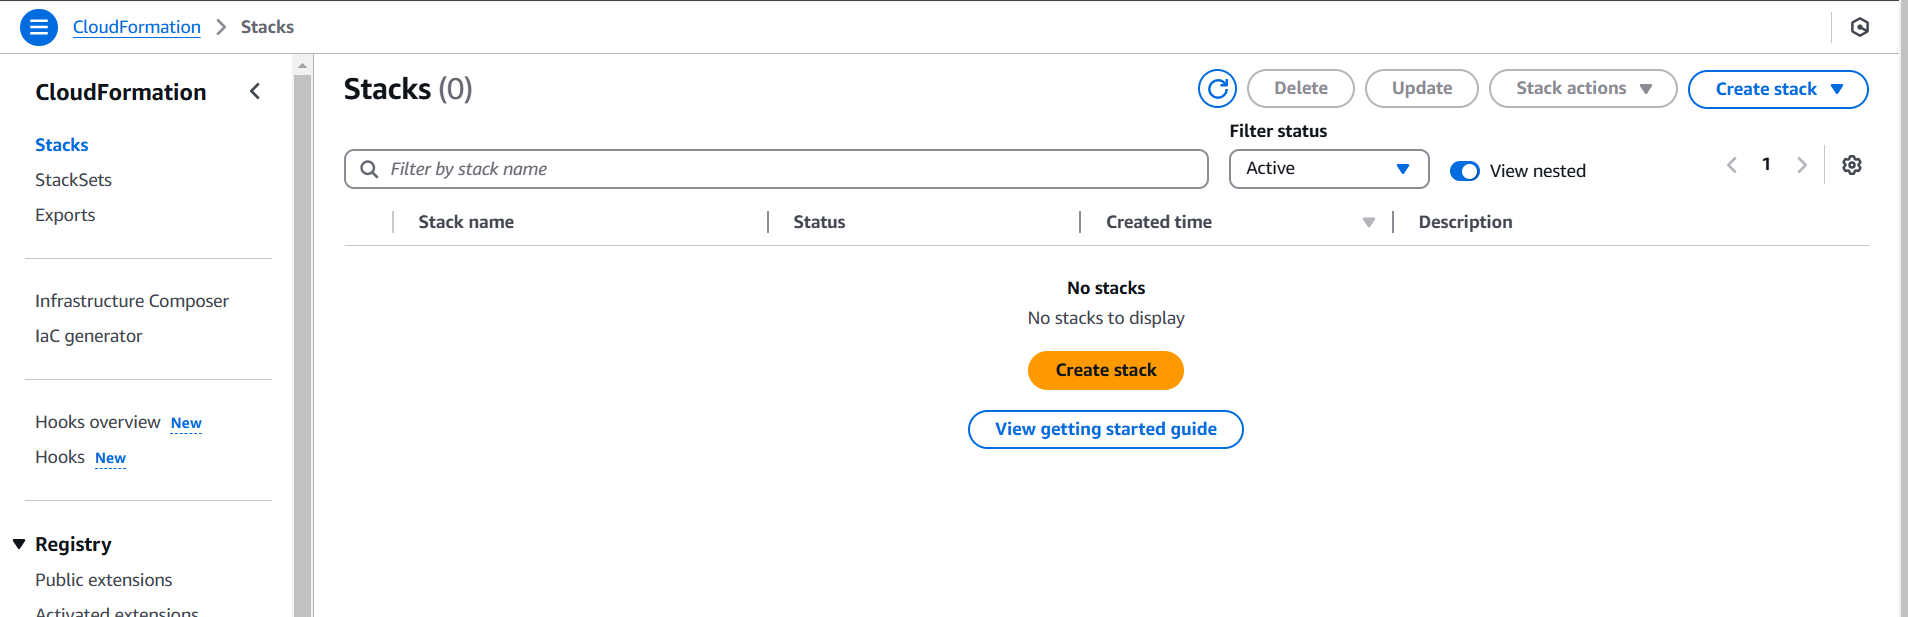 CloudFormation > Stacks
CloudFormation
Stacks
StackSets
Exports
Infrastructure Composer
IaC generator
Hooks overview New
Hooks New
Registry
Public extensions
Activated extensions
Stacks (0)
Delete Update Stack actions Create stack
Filter status
Filter by stack name Active View nested 1
Stack name Status Created time Description
No stacks
No stacks to display
Create stack
View getting started guide